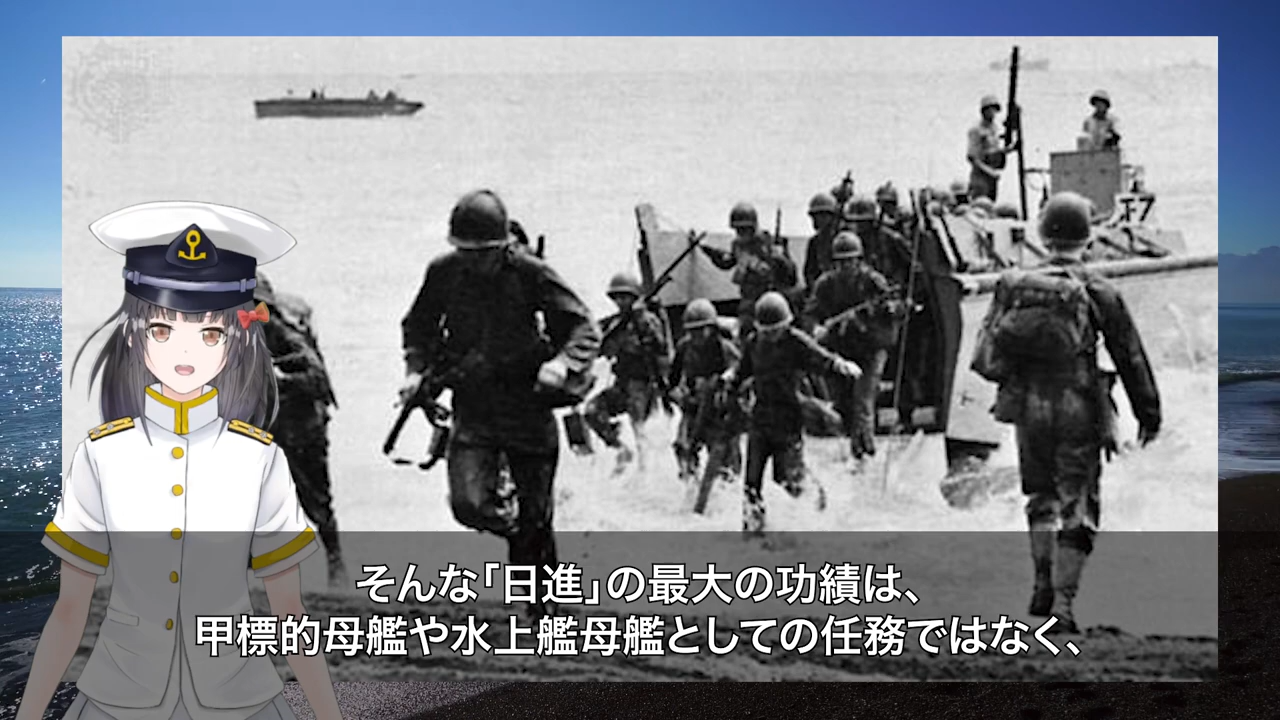 F7
そんな「日進」の最大の功績は、
甲標的母艦や水上艦母艦としての任務ではなく、